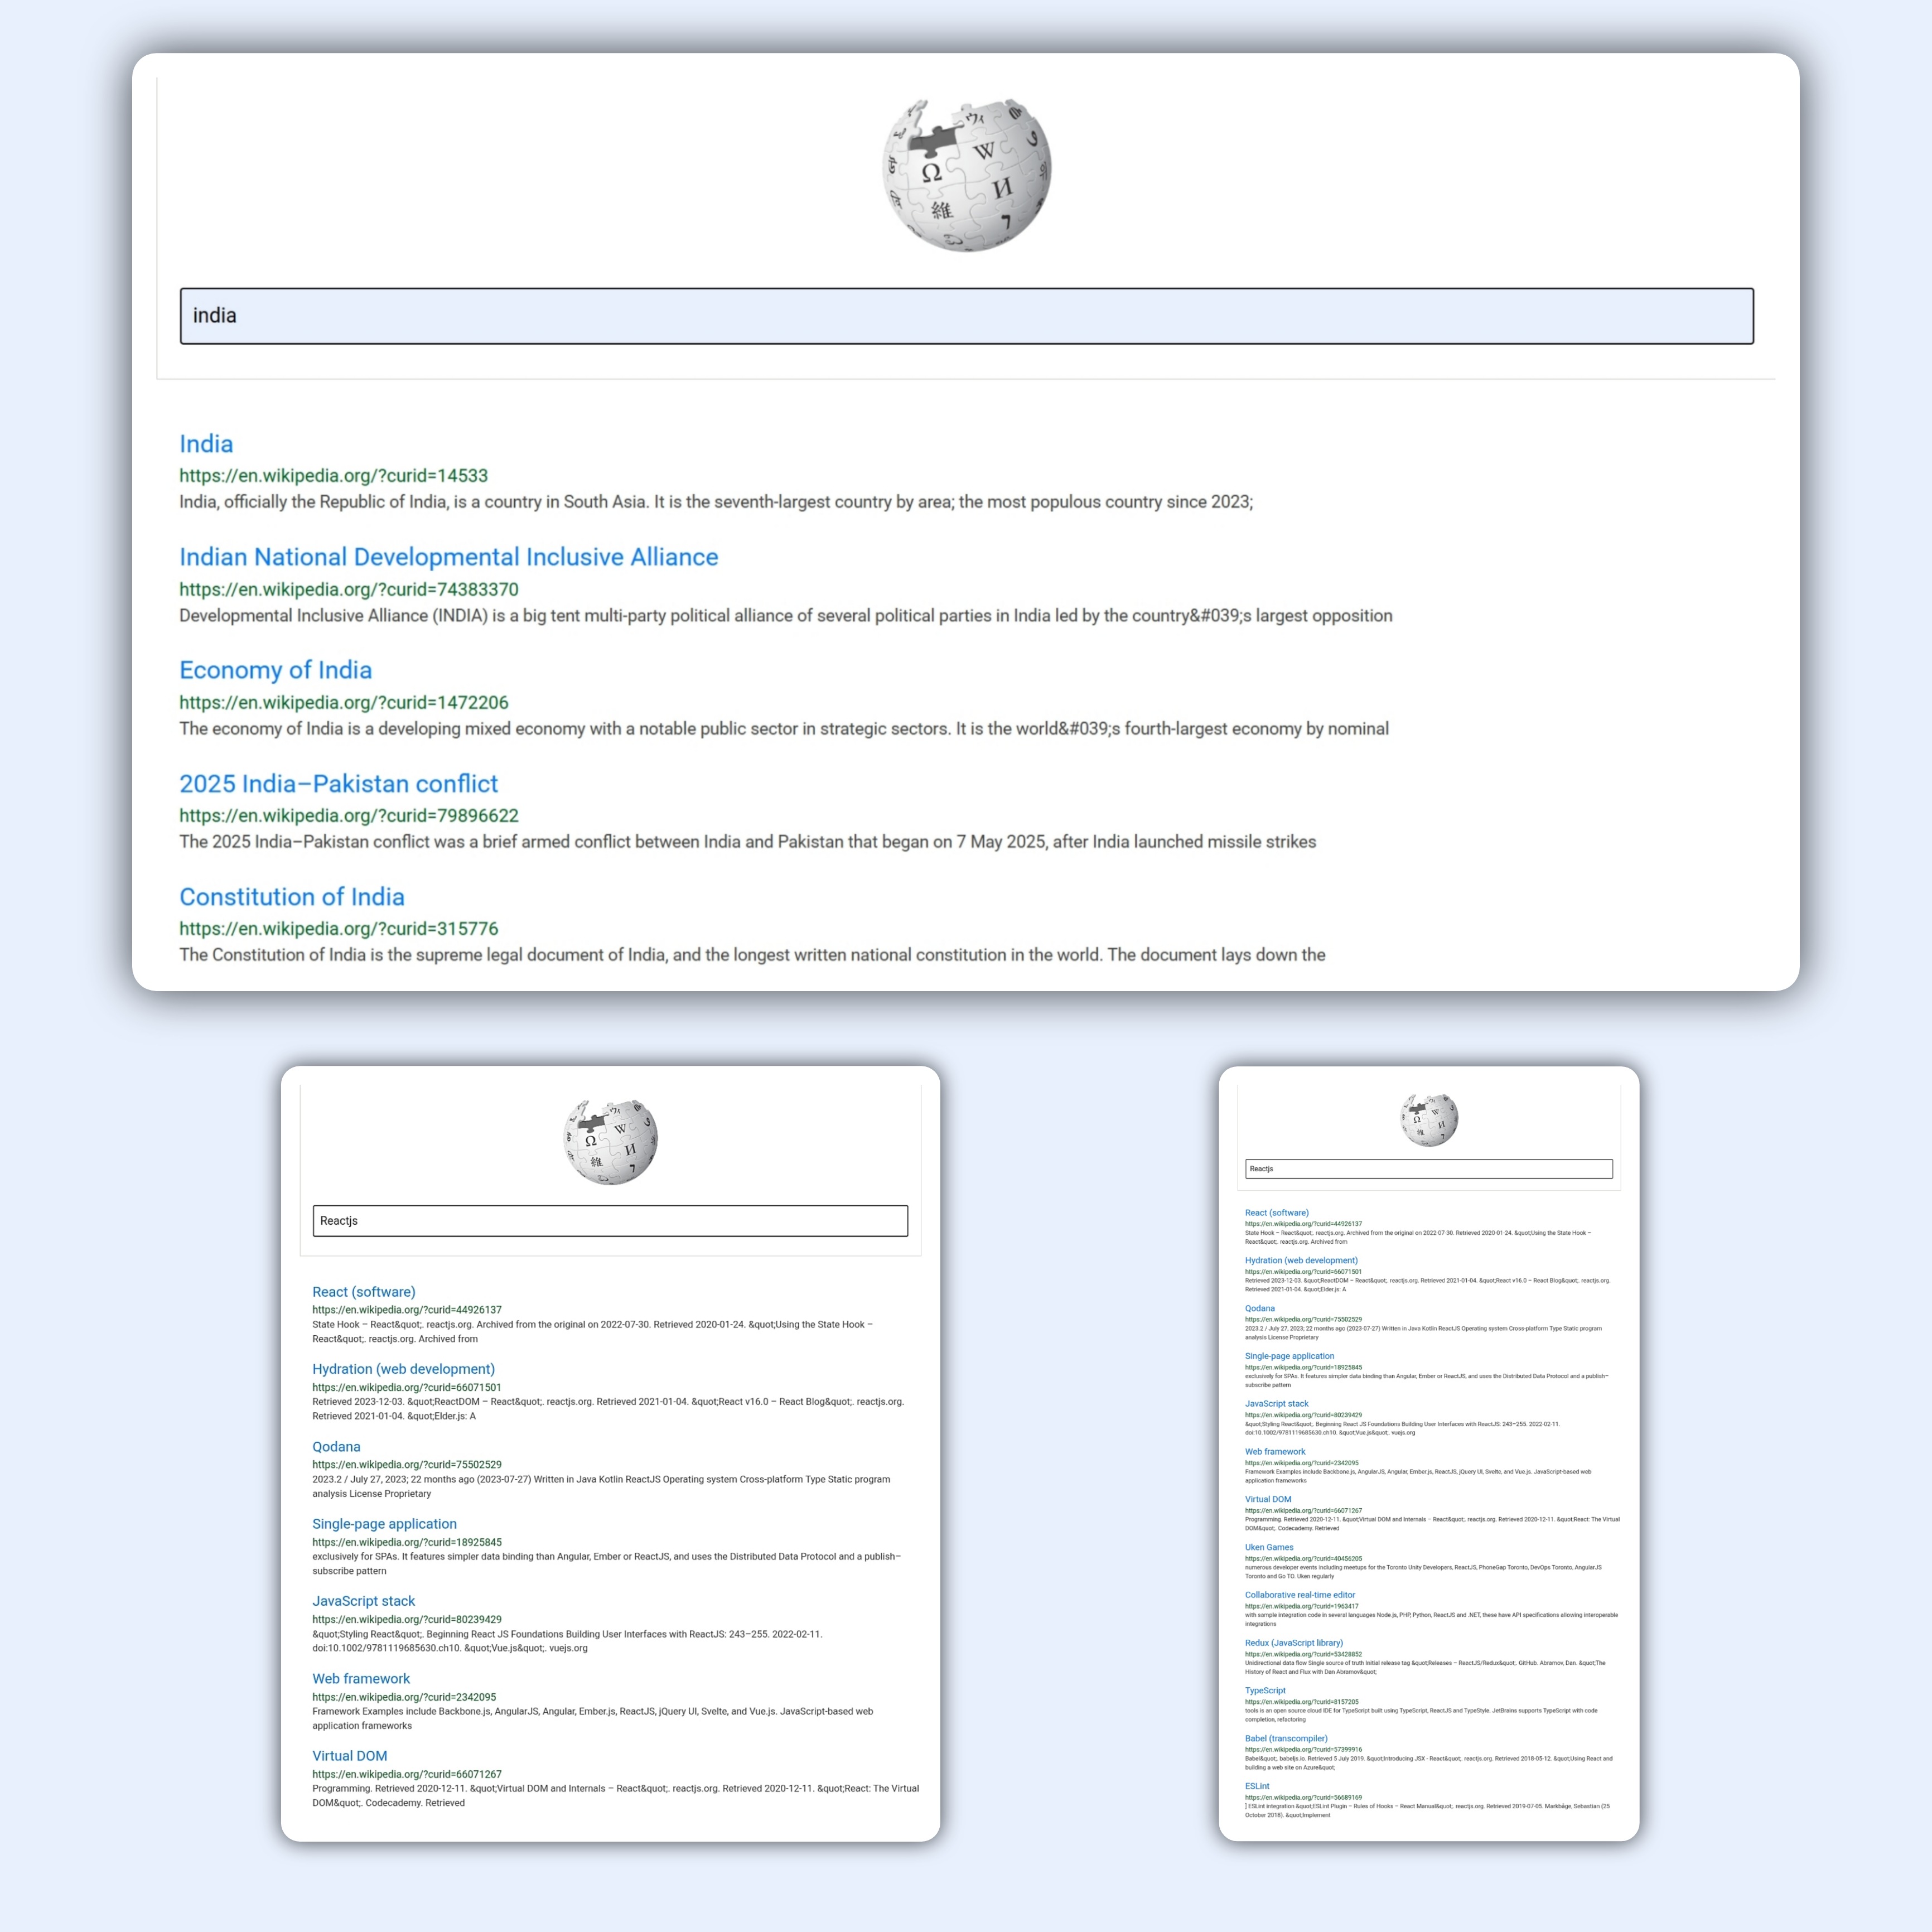 Ω W И 維 ウィ ר
india
India
https://en.wikipedia.org/?curid=14533
India, officially the Republic of India, is a country in South Asia. It is the seventh-largest country by area; the most populous country since 2023;
Indian National Developmental Inclusive Alliance
https://en.wikipedia.org/?curid=74383370
Developmental Inclusive Alliance (INDIA) is a big tent multi-party political alliance of several political parties in India led by the country&#039;s largest opposition
Economy of India
https://en.wikipedia.org/?curid=1472206
The economy of India is a developing mixed economy with a notable public sector in strategic sectors. It is the world&#039;s fourth-largest economy by nominal
2025 India–Pakistan conflict
https://en.wikipedia.org/?curid=79896622
The 2025 India–Pakistan conflict was a brief armed conflict between India and Pakistan that began on 7 May 2025, after India launched missile strikes
Constitution of India
https://en.wikipedia.org/?curid=315776
The Constitution of India is the supreme legal document of India, and the longest written national constitution in the world. The document lays down the
Reactjs
React (software)
https://en.wikipedia.org/?curid=44926137
State Hook – React&quot;. reactjs.org. Archived from the original on 2022-07-30. Retrieved 2020-01-24. &quot;Using the State Hook –
React&quot;. reactjs.org. Archived from
Hydration (web development)
https://en.wikipedia.org/?curid=66071501
Retrieved 2023-12-03. &quot;ReactDOM – React&quot;. reactjs.org. Retrieved 2021-01-04. &quot;React v16.0 – React Blog&quot;. reactjs.org.
Retrieved 2021-01-04. &quot;Elder.js: A
Qodana
https://en.wikipedia.org/?curid=75502529
2023.2 / July 27, 2023; 22 months ago (2023-07-27) Written in Java Kotlin ReactJS Operating system Cross-platform Type Static program
analysis License Proprietary
Single-page application
https://en.wikipedia.org/?curid=18925845
exclusively for SPAs. It features simpler data binding than Angular, Ember or ReactJS, and uses the Distributed Data Protocol and a publish–
subscribe pattern
JavaScript stack
https://en.wikipedia.org/?curid=80239429
&quot;Styling React&quot;. Beginning React JS Foundations Building User Interfaces with ReactJS: 243–255. 2022-02-11.
doi:10.1002/9781119685630.ch10. &quot;Vue.js&quot;. vuejs.org
Web framework
https://en.wikipedia.org/?curid=2342095
Framework Examples include Backbone.js, AngularJS, Angular, Ember.js, ReactJS, jQuery UI, Svelte, and Vue.js. JavaScript-based web
application frameworks
Virtual DOM
https://en.wikipedia.org/?curid=66071267
Programming. Retrieved 2020-12-11. &quot;Virtual DOM and Internals – React&quot;. reactjs.org. Retrieved 2020-12-11. &quot;React: The Virtual
DOM&quot;. Codecademy. Retrieved
Reactjs
React (software)
https://en.wikipedia.org/?curid=44926137
State Hook – React&quot;. reactjs.org. Archived from the original on 2022-07-30. Retrieved 2020-01-24. &quot;Using the State Hook –
React&quot;. reactjs.org. Archived from
Hydration (web development)
https://en.wikipedia.org/?curid=66071501
Retrieved 2023-12-03. &quot;ReactDOM – React&quot;. reactjs.org. Retrieved 2021-01-04. &quot;React v16.0 – React Blog&quot;. reactjs.org.
Retrieved 2021-01-04. &quot;Elder.js: A
Qodana
https://en.wikipedia.org/?curid=75502529
2023.2 / July 27, 2023; 22 months ago (2023-07-27) Written in Java Kotlin ReactJS Operating system Cross-platform Type Static program
analysis License Proprietary
Single-page application
https://en.wikipedia.org/?curid=18925845
exclusively for SPAs. It features simpler data binding than Angular, Ember or ReactJS, and uses the Distributed Data Protocol and a publish–
subscribe pattern
JavaScript stack
https://en.wikipedia.org/?curid=80239429
&quot;Styling React&quot;. Beginning React JS Foundations Building User Interfaces with ReactJS: 243–255. 2022-02-11.
doi:10.1002/9781119685630.ch10. &quot;Vue.js&quot;. vuejs.org
Web framework
https://en.wikipedia.org/?curid=2342095
Framework Examples include Backbone.js, AngularJS, Angular, Ember.js, ReactJS, jQuery UI, Svelte, and Vue.js. JavaScript-based web
application frameworks
Virtual DOM
https://en.wikipedia.org/?curid=66071267
Programming. Retrieved 2020-12-11. &quot;Virtual DOM and Internals – React&quot;. reactjs.org. Retrieved 2020-12-11. &quot;React: The Virtual
DOM&quot;. Codecademy. Retrieved
Uken Games
https://en.wikipedia.org/?curid=40456205
numerous developer events including meetups for the Toronto Unity Developers, ReactJS, PhoneGap Toronto, DevOps Toronto, AngularJS
Toronto and Go TO. Uken regularly
Collaborative real-time editor
https://en.wikipedia.org/?curid=1963417
with sample integration code in several languages Node.js, PHP, Python, ReactJS and .NET, these have API specifications allowing interoperable
integrations
Redux (JavaScript library)
https://en.wikipedia.org/?curid=53428852
Unidirectional data flow Single source of truth initial release tag &quot;Releases – ReactJS/Redux&quot;. GitHub. Abramov, Dan. &quot;The
History of React and Flux with Dan Abramov&quot;
TypeScript
https://en.wikipedia.org/?curid=8157205
tools is an open source cloud IDE for TypeScript built using TypeScript, ReactJS and TypeStyle. JetBrains supports TypeScript with code
completion, refactoring
Babel (transcompiler)
https://en.wikipedia.org/?curid=57399916
Babel&quot;. babeljs.io. Retrieved 5 July 2019. &quot;Introducing JSX - React&quot;. reactjs.org. Retrieved 2018-05-12. &quot;Using React and
building a web site on Azure&quot;
ESLint
https://en.wikipedia.org/?curid=56689169
] ESLint integration &quot;ESLint Plugin – Rules of Hooks – React Manual&quot;. reactjs.org. Retrieved 2019-07-05. Markbåge, Sebastian (25
October 2018). &quot;Implement